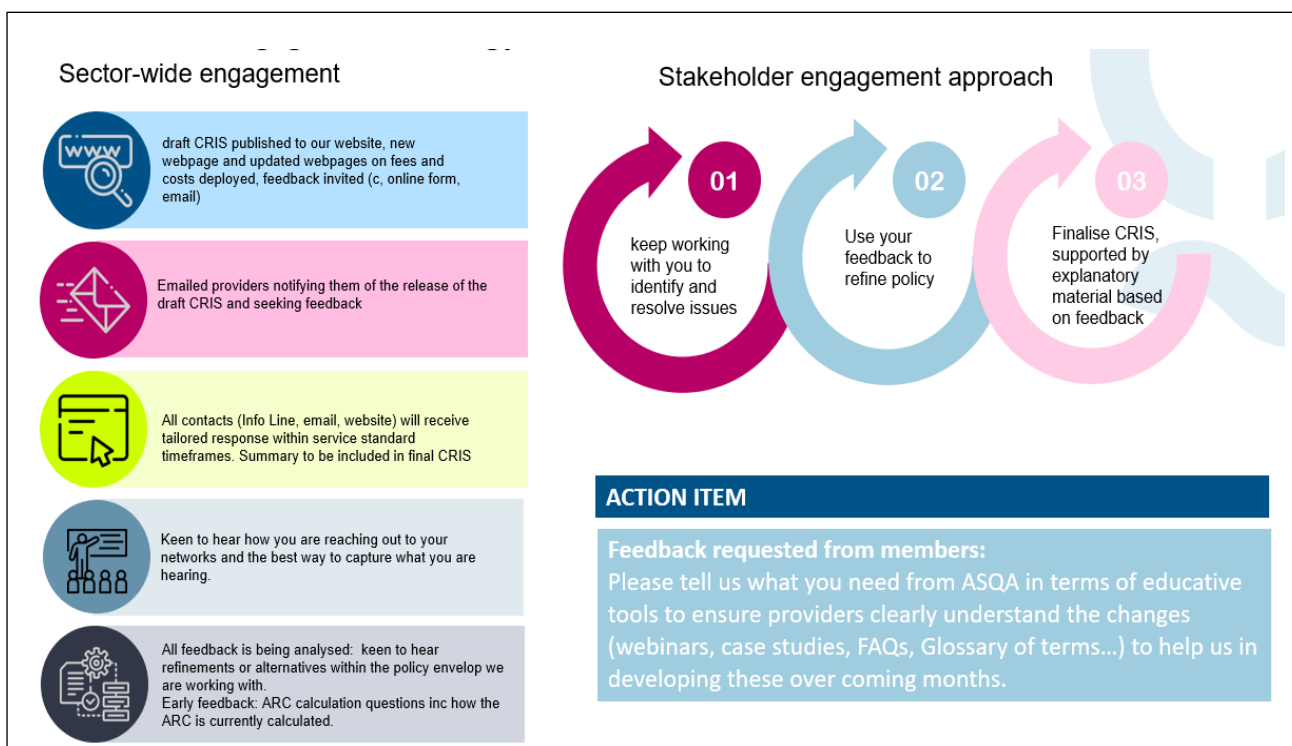 Sector-wide engagement
www
draft CRIS published to our website, new
webpage and updated webpages on fees and
costs deployed, feedback invited (c, online form,
email)
Emailed providers notifying them of the release of the
draft CRIS and seeking feedback
All contacts (Info Line, email, website) will receive
tailored response within service standard
timeframes. Summary to be included in final CRIS
Keen to hear how you are reaching out to your
networks and the best way to capture what you are
hearing.
All feedback is being analysed:  keen to hear
refinements or alternatives within the policy envelop we
are working with.
Early feedback: ARC calculation questions inc how the
ARC is currently calculated.
Stakeholder engagement approach
01
keep working
with you to
identify and
resolve issues
02
Use your
feedback to
refine policy
03
Finalise CRIS,
supported by
explanatory
material based
on feedback
ACTION ITEM
Feedback requested from members:
Please tell us what you need from ASQA in terms of educative
tools to ensure providers clearly understand the changes
(webinars, case studies, FAQs, Glossary of terms...) to help us in
developing these over coming months.